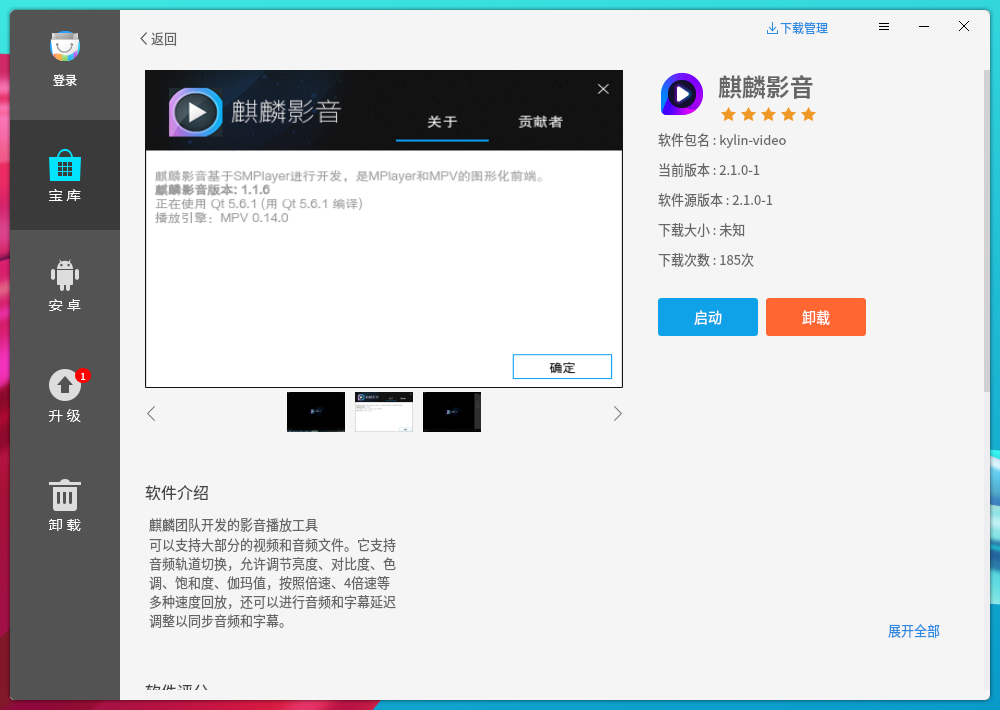 登录
宝库
安卓
1
升级
卸载
返回
下载管理
麒麟影音
关于
贡献者
麒麟影音基于SMPlayer进行开发，是MPlayer和MPV的图形化前端。
麒麟影音版本: 1.1.6
正在使用 Qt 5.6.1 (用 Qt 5.6.1 编译)
播放引擎：MPV 0.14.0
确定
麒麟影音
软件包名 : kylin-video
当前版本 : 2.1.0-1
软件源版本 : 2.1.0-1
下载大小 : 未知
下载次数 : 185次
启动
卸载
软件介绍
麒麟团队开发的影音播放工具
可以支持大部分的视频和音频文件。它支持
音频轨道切换，允许调节亮度、对比度、色
调、饱和度、伽玛值，按照倍速、4倍速等
多种速度回放，还可以进行音频和字幕延迟
调整以同步音频和字幕。
展开全部
软件评分